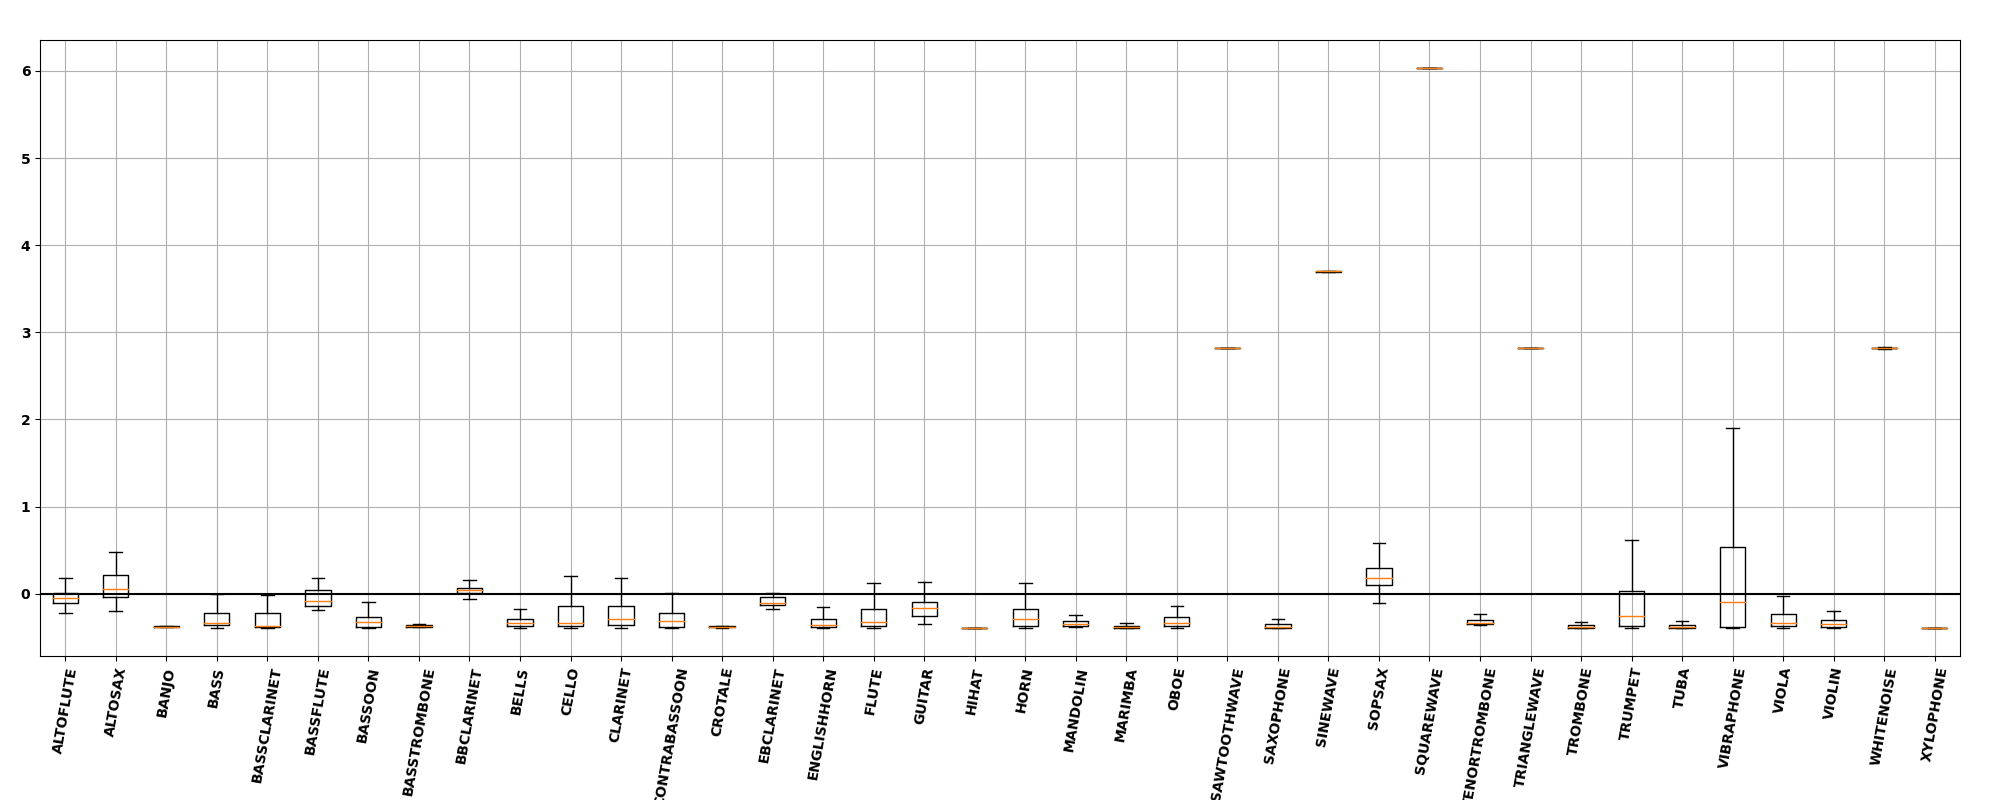 6
5
4
3
2
1
0
ALTOFLUTE
ALTOSAX
BANJO
BASS
BASSCLARINET
BASSFLUTE
BASSOON
BASSTROMBONE
BBCLARINET
BELLS
CELLO
CLARINET
CONTRABASSOON
CROTALE
EBCLARINET
ENGLISHHORN
FLUTE
GUITAR
HIHAT
HORN
MANDOLIN
MARIMBA
OBOE
SAWTOOTHWAVE
SAXOPHONE
SINEWAVE
SOPSAX
SQUAREWAVE
ENORTROMBONE
TRIANGLEWAVE
TROMBONE
TRUMPET
TUBA
VIBRAPHONE
VIOLA
VIOLIN
WHITENOISE
XYLOPHONE